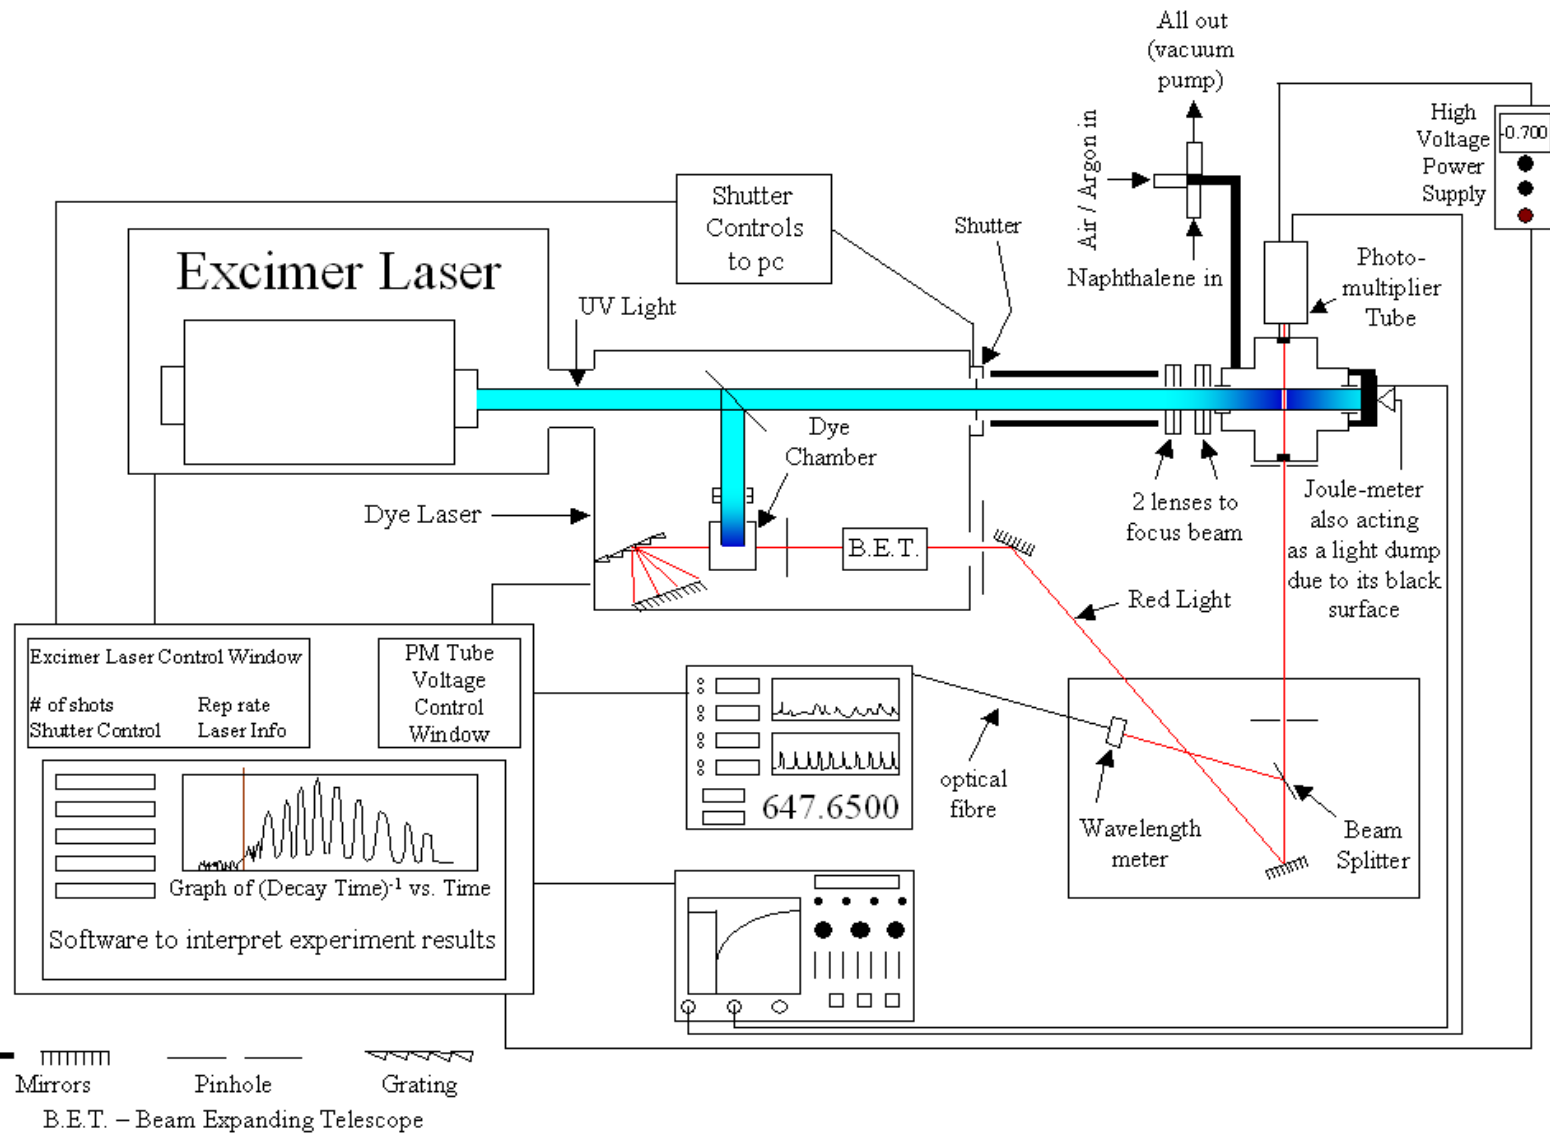 All out
(vacuum
pump)
Air / Argon in
Naphthalene in
High
Voltage
Power
Supply
-0.700
Shutter
Controls
to pc
Shutter
Excimer Laser
UV Light
Photo-
multiplier
Tube
Dye
Chamber
Dye Laser
B.E.T.
2 lenses to
focus beam
Joule-meter
also acting
as a light dump
due to its black
surface
Red Light
Excimer Laser Control Window
# of shots
Rep rate
Shutter Control
Laser Info
PM Tube
Voltage
Control
Window
647.6500
optical
fibre
Wavelength
meter
Beam
Splitter
Graph of (Decay Time)⁻¹ vs. Time
Software to interpret experiment results
Mirrors
Pinhole
Grating
B.E.T. – Beam Expanding Telescope